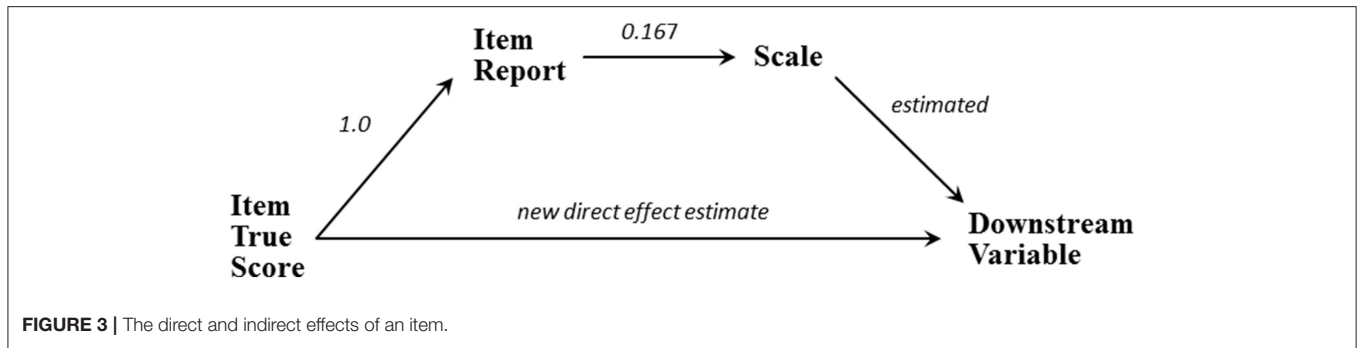 Item
Report
0.167
Scale
1.0
estimated
Item
True
Score
new direct effect estimate
Downstream
Variable
FIGURE 3 | The direct and indirect effects of an item.